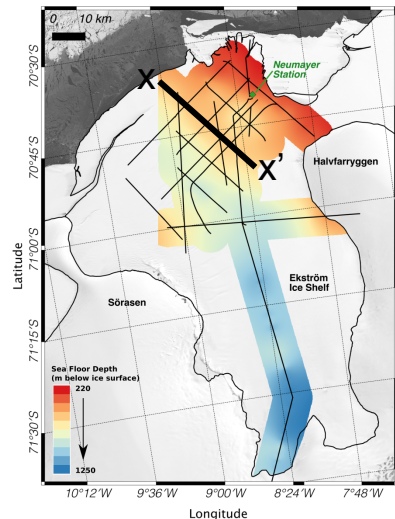 0 10 km
Neumayer
Station
X
X'
Halvfarryggen
Ekström
Ice Shelf
Sörasen
Sea Floor Depth
(m below ice surface)
220
1250
70°30'S
70°45'S
71°00'S
71°15'S
71°30'S
Latitude
10°12'W 9°36'W 9°00'W 8°24'W 7°48'W
Longitude